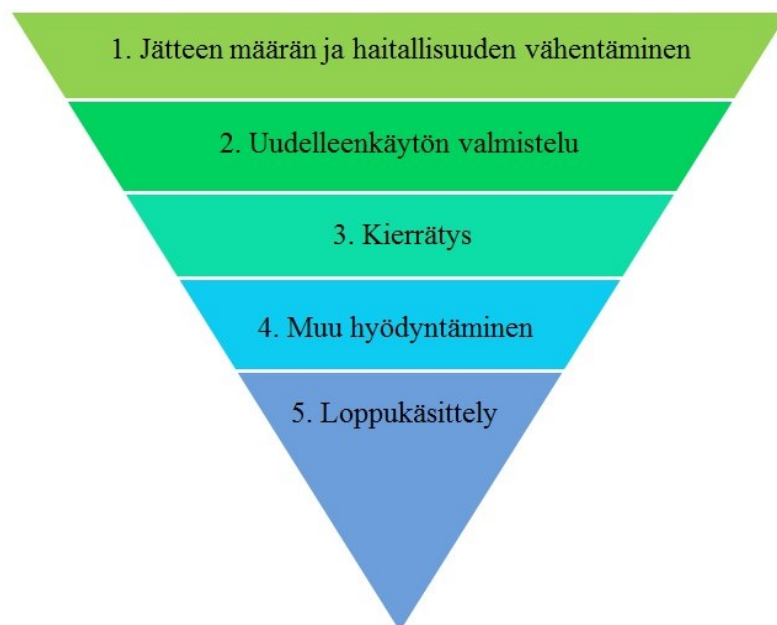 1. Jätteen määrän ja haitallisuuden vähentäminen
2. Uudelleenkäytön valmistelu
3. Kierrätys
4. Muu hyödyntäminen
5. Loppukäsittely